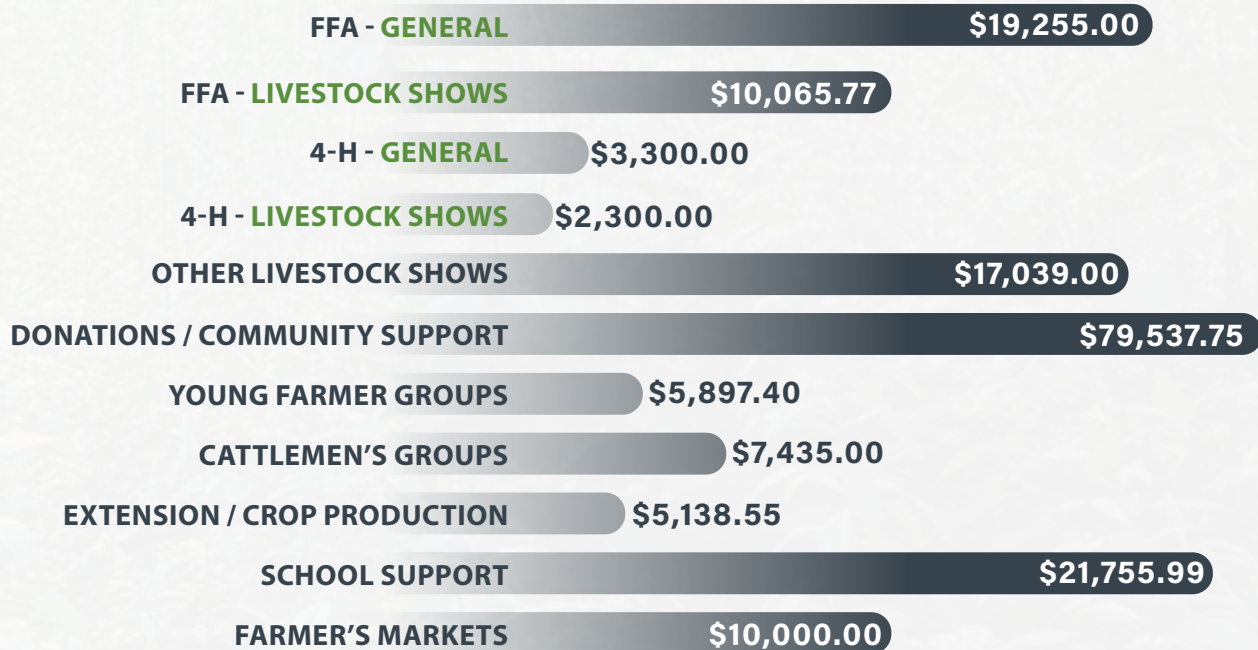 FFA - GENERAL $19,255.00
FFA - LIVESTOCK SHOWS $10,065.77
4-H - GENERAL $3,300.00
4-H - LIVESTOCK SHOWS $2,300.00
OTHER LIVESTOCK SHOWS $17,039.00
DONATIONS / COMMUNITY SUPPORT $79,537.75
YOUNG FARMER GROUPS $5,897.40
CATTLEMEN’S GROUPS $7,435.00
EXTENSION / CROP PRODUCTION $5,138.55
SCHOOL SUPPORT $21,755.99
FARMER’S MARKETS $10,000.00